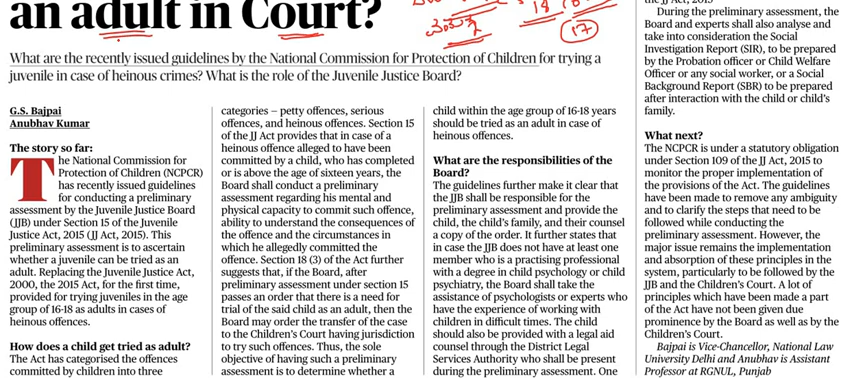 an adult in Court?
18
17
What are the recently issued guidelines by the National Commission for Protection of Children for trying a
juvenile in case of heinous crimes? What is the role of the Juvenile Justice Board?
G.S. Bajpai
Anubhav Kumar
The story so far:
The National Commission for
Protection of Children (NCPCR)
has recently issued guidelines
for conducting a preliminary
assessment by the Juvenile Justice Board
(JJB) under Section 15 of the Juvenile
Justice Act, 2015 (JJ Act, 2015). This
preliminary assessment is to ascertain
whether a juvenile can be tried as an
adult. Replacing the Juvenile Justice Act,
2000, the 2015 Act, for the first time,
provided for trying juveniles in the age
group of 16-18 as adults in cases of
heinous offences.
How does a child get tried as adult?
The Act has categorised the offences
committed by children into three
categories – petty offences, serious
offences, and heinous offences. Section 15
of the JJ Act provides that in case of a
heinous offence alleged to have been
committed by a child, who has completed
or is above the age of sixteen years, the
Board shall conduct a preliminary
assessment regarding his mental and
physical capacity to commit such offence,
ability to understand the consequences of
the offence and the circumstances in
which he allegedly committed the
offence. Section 18 (3) of the Act further
suggests that, if the Board, after
preliminary assessment under section 15
passes an order that there is a need for
trial of the said child as an adult, then the
Board may order the transfer of the case
to the Children's Court having jurisdiction
to try such offences. Thus, the sole
objective of having such a preliminary
assessment is to determine whether a
child within the age group of 16-18 years
should be tried as an adult in case of
heinous offences.
What are the responsibilities of the
Board?
The guidelines further make it clear that
the JJB shall be responsible for the
preliminary assessment and provide the
child, the child's family, and their counsel
a copy of the order. It further states that
in case the JJB does not have at least one
member who is a practising professional
with a degree in child psychology or child
psychiatry, the Board shall take the
assistance of psychologists or experts who
have the experience of working with
children in difficult times. The child
should also be provided with a legal aid
counsel through the District Legal
Services Authority who shall be present
during the preliminary assessment. One
the JJ Act, 2015
During the preliminary assessment, the
Board and experts shall also analyse and
take into consideration the Social
Investigation Report (SIR), to be prepared
by the Probation officer or Child Welfare
Officer or any social worker, or a Social
Background Report (SBR) to be prepared
after interaction with the child or child's
family.
What next?
The NCPCR is under a statutory obligation
under Section 109 of the JJ Act, 2015 to
monitor the proper implementation of
the provisions of the Act. The guidelines
have been made to remove any ambiguity
and to clarify the steps that need to be
followed while conducting the
preliminary assessment. However, the
major issue remains the implementation
and absorption of these principles in the
system, particularly to be followed by the
JJB and the Children's Court. A lot of
principles which have been made a part
of the Act have not been given due
prominence by the Board as well as by the
Children's Court.
Bajpai is Vice-Chancellor, National Law
University Delhi and Anubhav is Assistant
Professor at RGNUL, Punjab